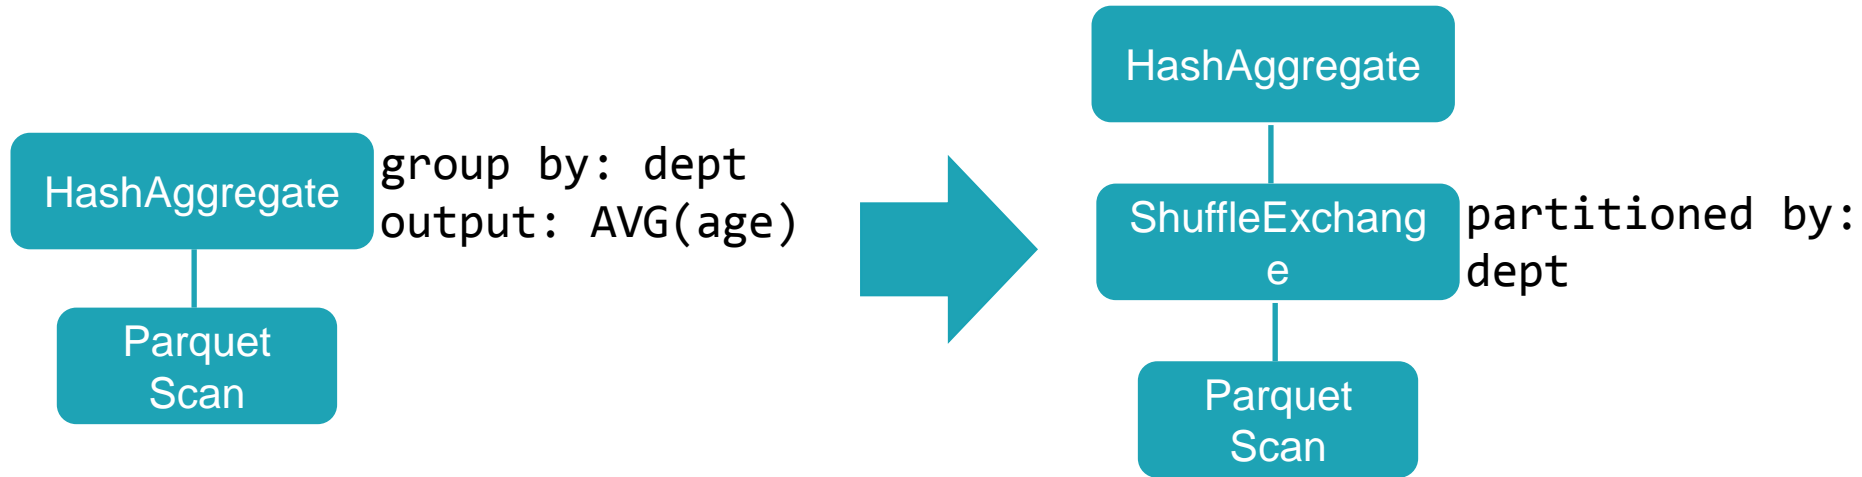 HashAggregate
group by: dept
output: AVG(age)
Parquet
Scan
HashAggregate
ShuffleExchang
e
partitioned by:
dept
Parquet
Scan